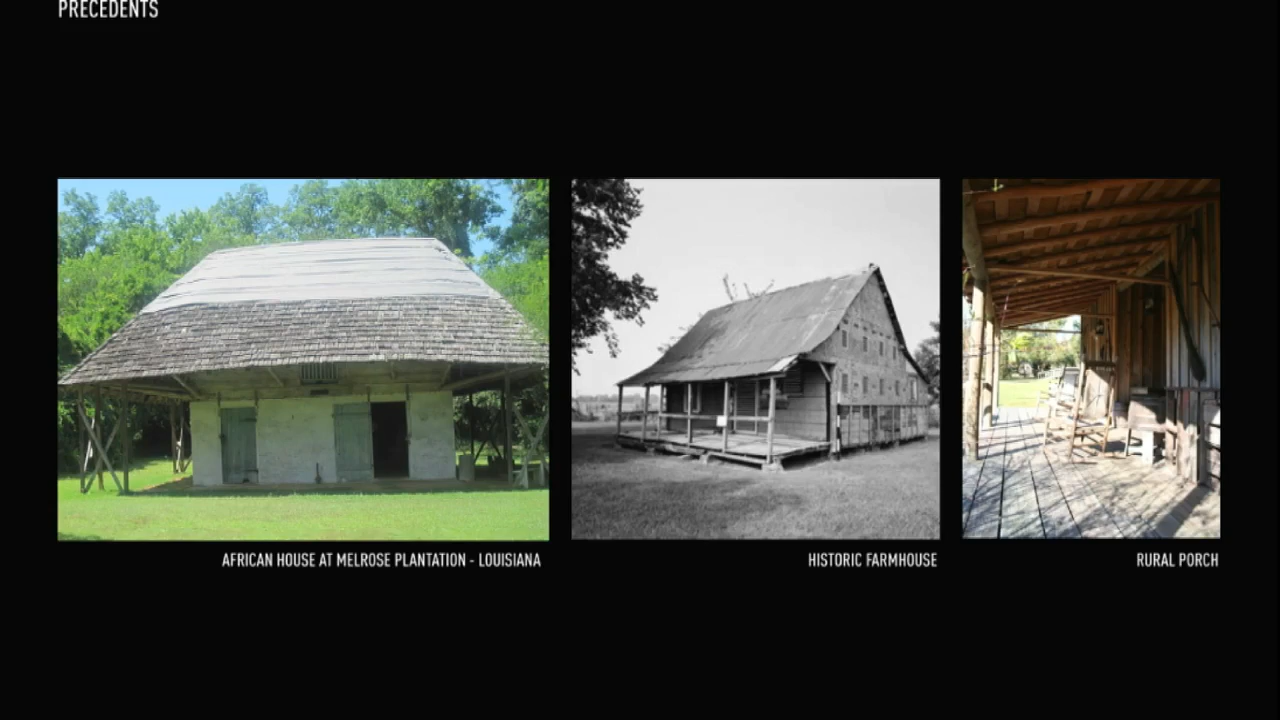 PRECEDENTS
AFRICAN HOUSE AT MELROSE PLANTATION - LOUISIANA
HISTORIC FARMHOUSE
RURAL PORCH